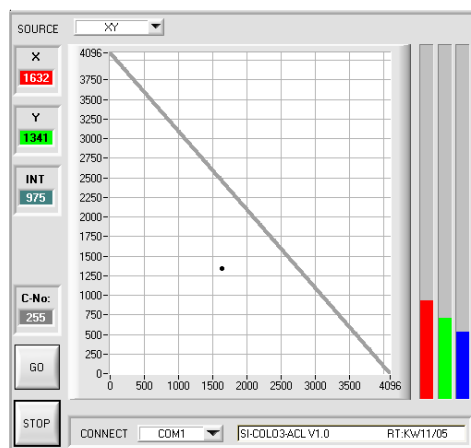 SOURCE XY
X
1632
Y
1341
INT
975
C-No:
255
GO
STOP
4096
3750
3500
3250
3000
2750
2500
2250
2000
1750
1500
1250
1000
750
500
250
0
0 500 1000 1500 2000 2500 3000 3500 4096
CONNECT COM1 SI-COLO3-ACL V1.0 RT:KW11/05